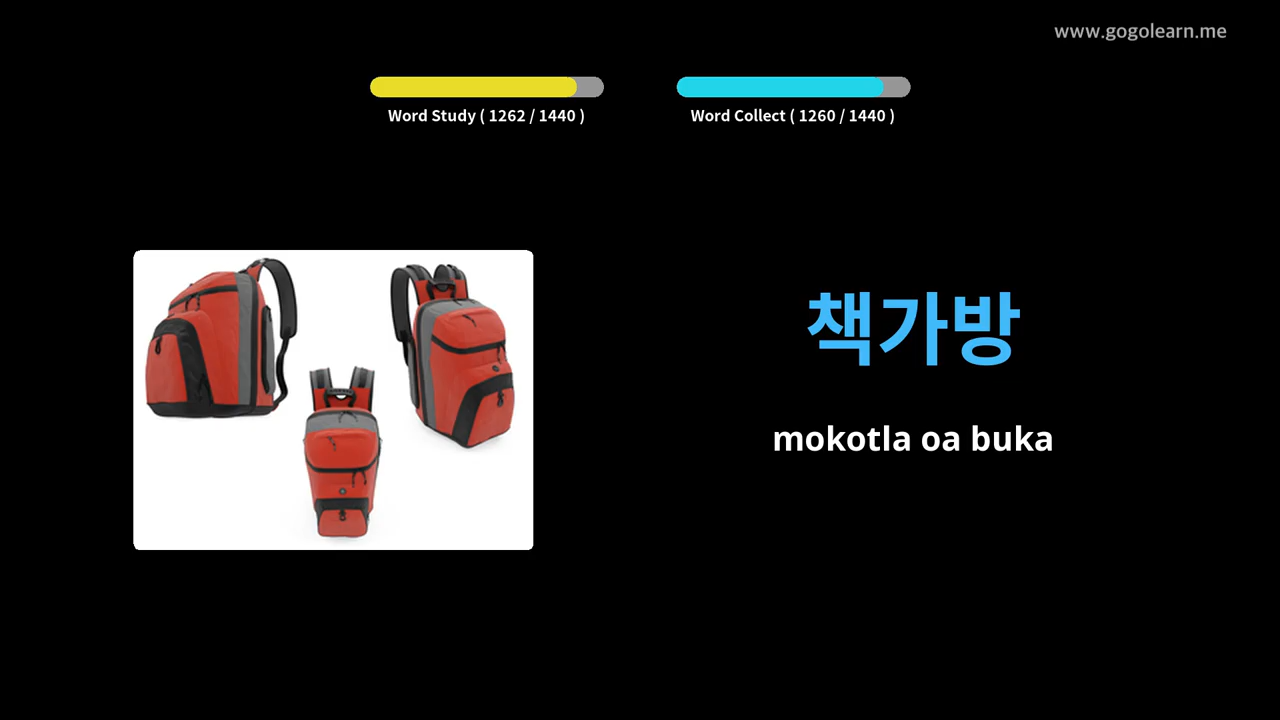 www.gogolearn.me
Word Study ( 1262 / 1440 )
Word Collect ( 1260 / 1440 )
책가방
mokotla oa buka